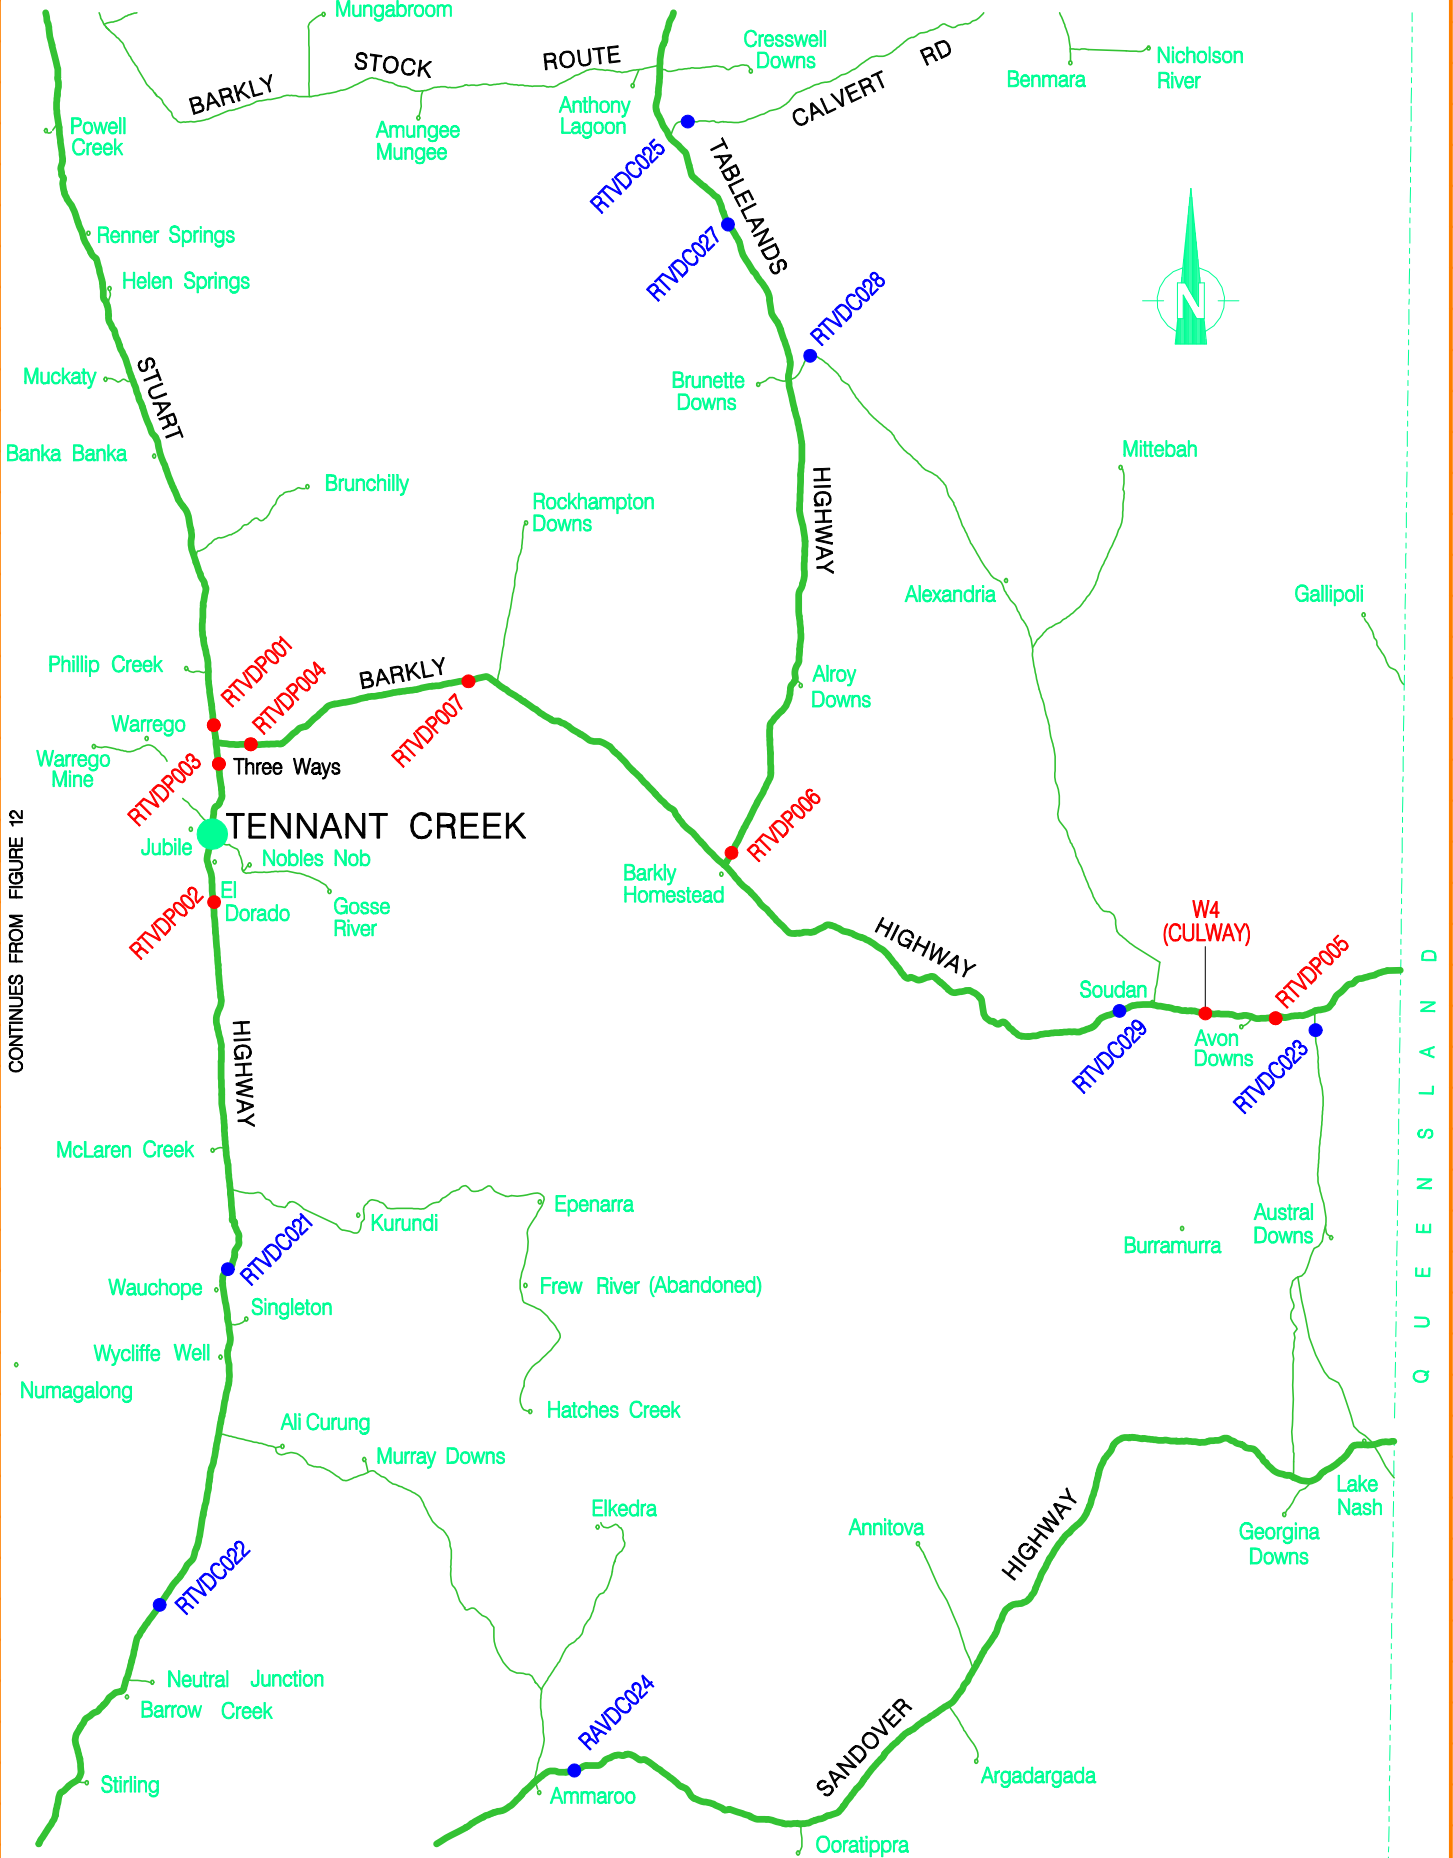 Mungabroom
BARKLY STOCK ROUTE
Cresswell
Downs
CALVERT RD
Nicholson
River
Benmara
Anthony
Lagoon
Amungee
Mungee
Powell
Creek
RTVDC025
TABLELANDS
RTVDC027
Renner Springs
Helen Springs
N
RTVDC028
STUART
Muckaty
Brunette
Downs
Banka Banka
Mittebah
Brunchilly
HIGHWAY
Rockhampton
Downs
Alexandria
Gallipoli
Phillip Creek
RTVDP001
RTVDP004
BARKLY
RTVDP007
Alroy
Downs
Warrego
Warrego
Mine
RTVDP003
Three Ways
RTVDP006
TENNANT CREEK
Jubile
Nobles Nob
CONTINUES FROM FIGURE 12
Barkly
Homestead
El
Dorado
RTVDP002
Gosse
River
HIGHWAY
W4
(CULWAY)
RTVDP005
Soudan
RTVDC029
Avon
Downs
RTVDC023
QUEENSLAND
HIGHWAY
McLaren Creek
Epenarra
Kurundi
Austral
Downs
Burramurra
RTVDC021
Wauchope
Frew River (Abandoned)
Singleton
Wycliffe Well
Numagalong
Hatches Creek
Ali Curung
Murray Downs
Lake
Nash
Elkedra
Annitova
HIGHWAY
Georgina
Downs
RTVDC022
Neutral Junction
Barrow Creek
RAVDC024
SANDOVER
Stirling
Ammaroo
Argadargada
Ooratippra